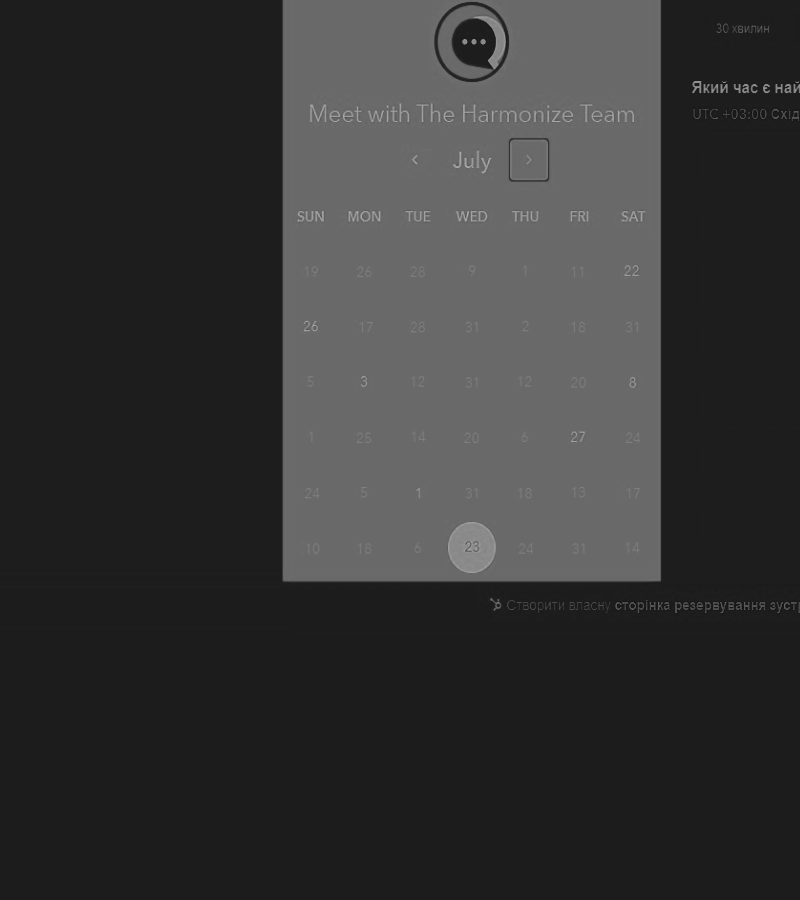 30 хвилин
Який час є най
UTC +03:00 Схід
Meet with The Harmonize Team
July
SUN MON TUE WED THU FRI SAT
19 26 28 9 1 11 22
26 17 28 31 2 18 31
5 3 12 31 12 20 8
1 25 14 20 6 27 24
24 5 1 31 18 13 17
10 18 6 23 24 31 14
Створити власну сторінка резервування зуст